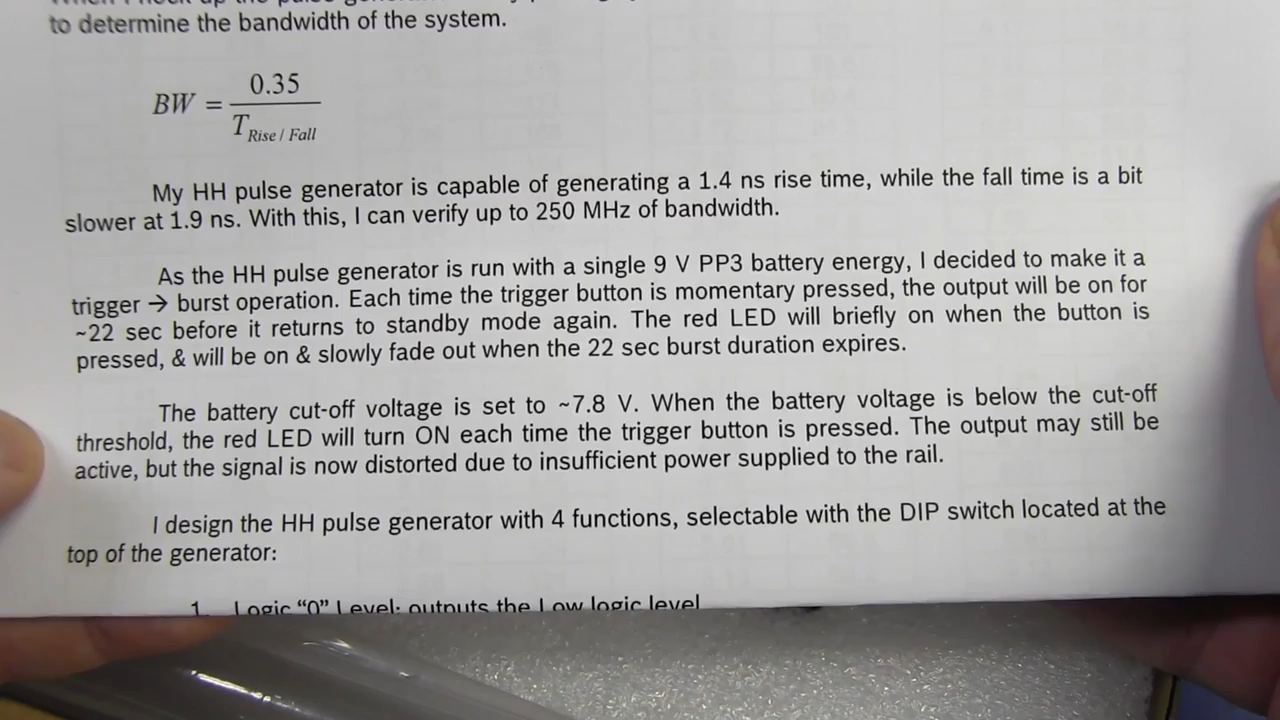 to determine the bandwidth of the system.
BW = 0.35 / T Rise / Fall
My HH pulse generator is capable of generating a 1.4 ns rise time, while the fall time is a bit
slower at 1.9 ns. With this, I can verify up to 250 MHz of bandwidth.
As the HH pulse generator is run with a single 9 V PP3 battery energy, I decided to make it a
trigger → burst operation. Each time the trigger button is momentary pressed, the output will be on for
~22 sec before it returns to standby mode again. The red LED will briefly on when the button is
pressed, & will be on & slowly fade out when the 22 sec burst duration expires.
The battery cut-off voltage is set to ~7.8 V. When the battery voltage is below the cut-off
threshold, the red LED will turn ON each time the trigger button is pressed. The output may still be
active, but the signal is now distorted due to insufficient power supplied to the rail.
I design the HH pulse generator with 4 functions, selectable with the DIP switch located at the
top of the generator:
1. Logic “0” Level: outputs the Low logic level